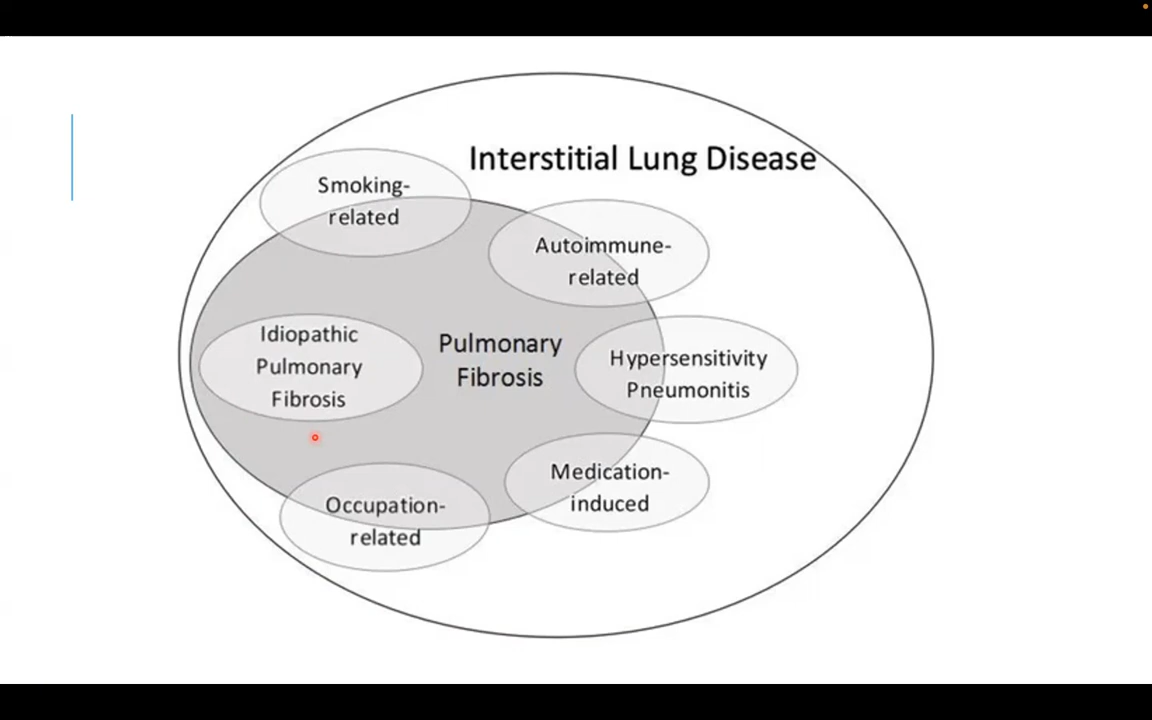 Interstitial Lung Disease
Smoking-
related
Autoimmune-
related
Idiopathic
Pulmonary
Fibrosis
Pulmonary
Fibrosis
Hypersensitivity
Pneumonitis
Medication-
induced
Occupation-
related